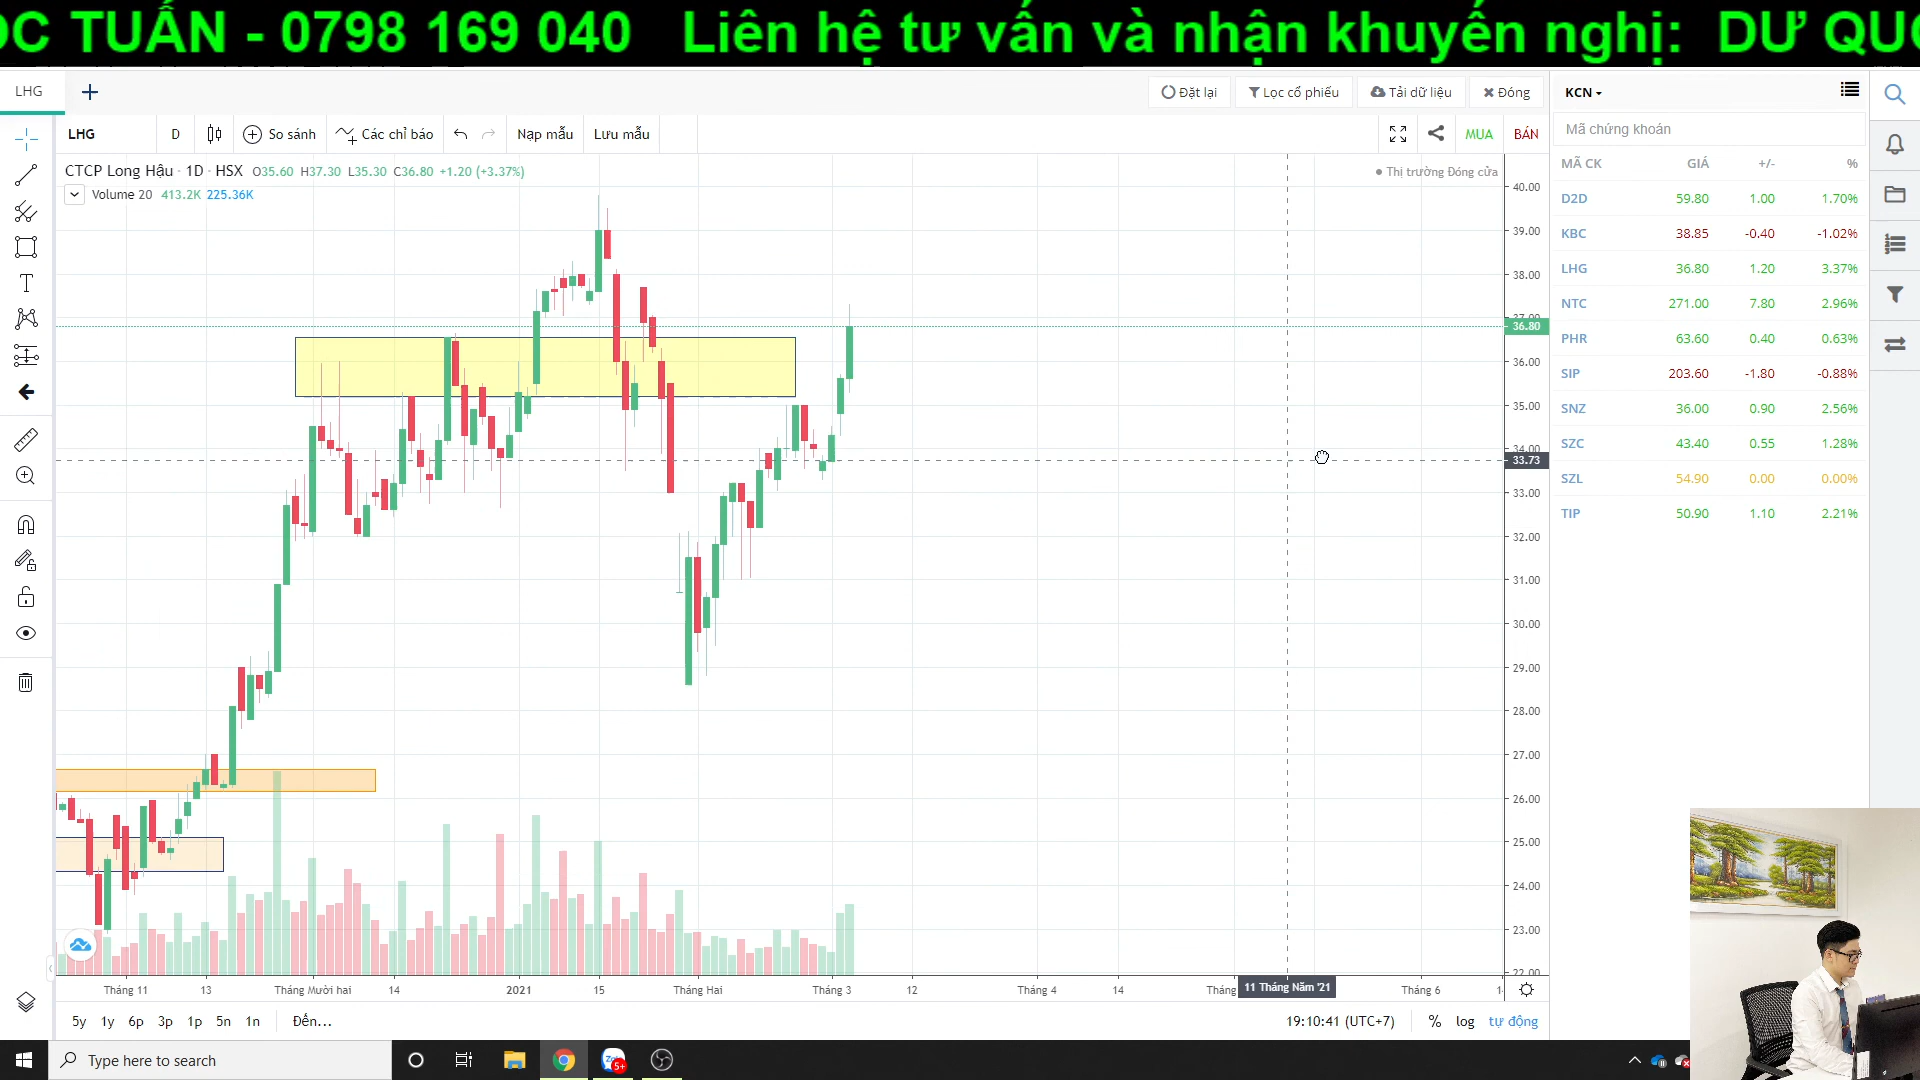 ỌC TUẤN - 0798 169 040 Liên hệ tư vấn và nhận khuyến nghị: DƯ QUỐ
LHG
Đặt lại
Lọc cổ phiếu
Tải dữ liệu
Đóng
KCN
LHG
D
So sánh
Các chỉ báo
Nạp mẫu
Lưu mẫu
MUA
BÁN
Mã chứng khoán
CTCP Long Hậu · 1D · HSX O35.60 H37.30 L35.30 C36.80 +1.20 (+3.37%)
Thị trường Đóng cửa
Volume 20 413.2K 225.36K
MÃ CK GIÁ +/- %
D2D 59.80 1.00 1.70%
KBC 38.85 -0.40 -1.02%
LHG 36.80 1.20 3.37%
NTC 271.00 7.80 2.96%
PHR 63.60 0.40 0.63%
SIP 203.60 -1.80 -0.88%
SNZ 36.00 0.90 2.56%
SZC 43.40 0.55 1.28%
SZL 54.90 0.00 0.00%
TIP 50.90 1.10 2.21%
40.00
39.00
38.00
37.00
36.80
36.00
35.00
34.00
33.73
33.00
32.00
31.00
30.00
29.00
28.00
27.00
26.00
25.00
24.00
23.00
22.00
Tháng 11 13 Tháng Mười hai 14 2021 15 Tháng Hai Tháng 3 12 Tháng 4 14 Tháng 11 Tháng Năm '21 Tháng 6
5y 1y 6p 3p 1p 5n 1n Đến...
19:10:41 (UTC+7) % log tự động
Type here to search
5+